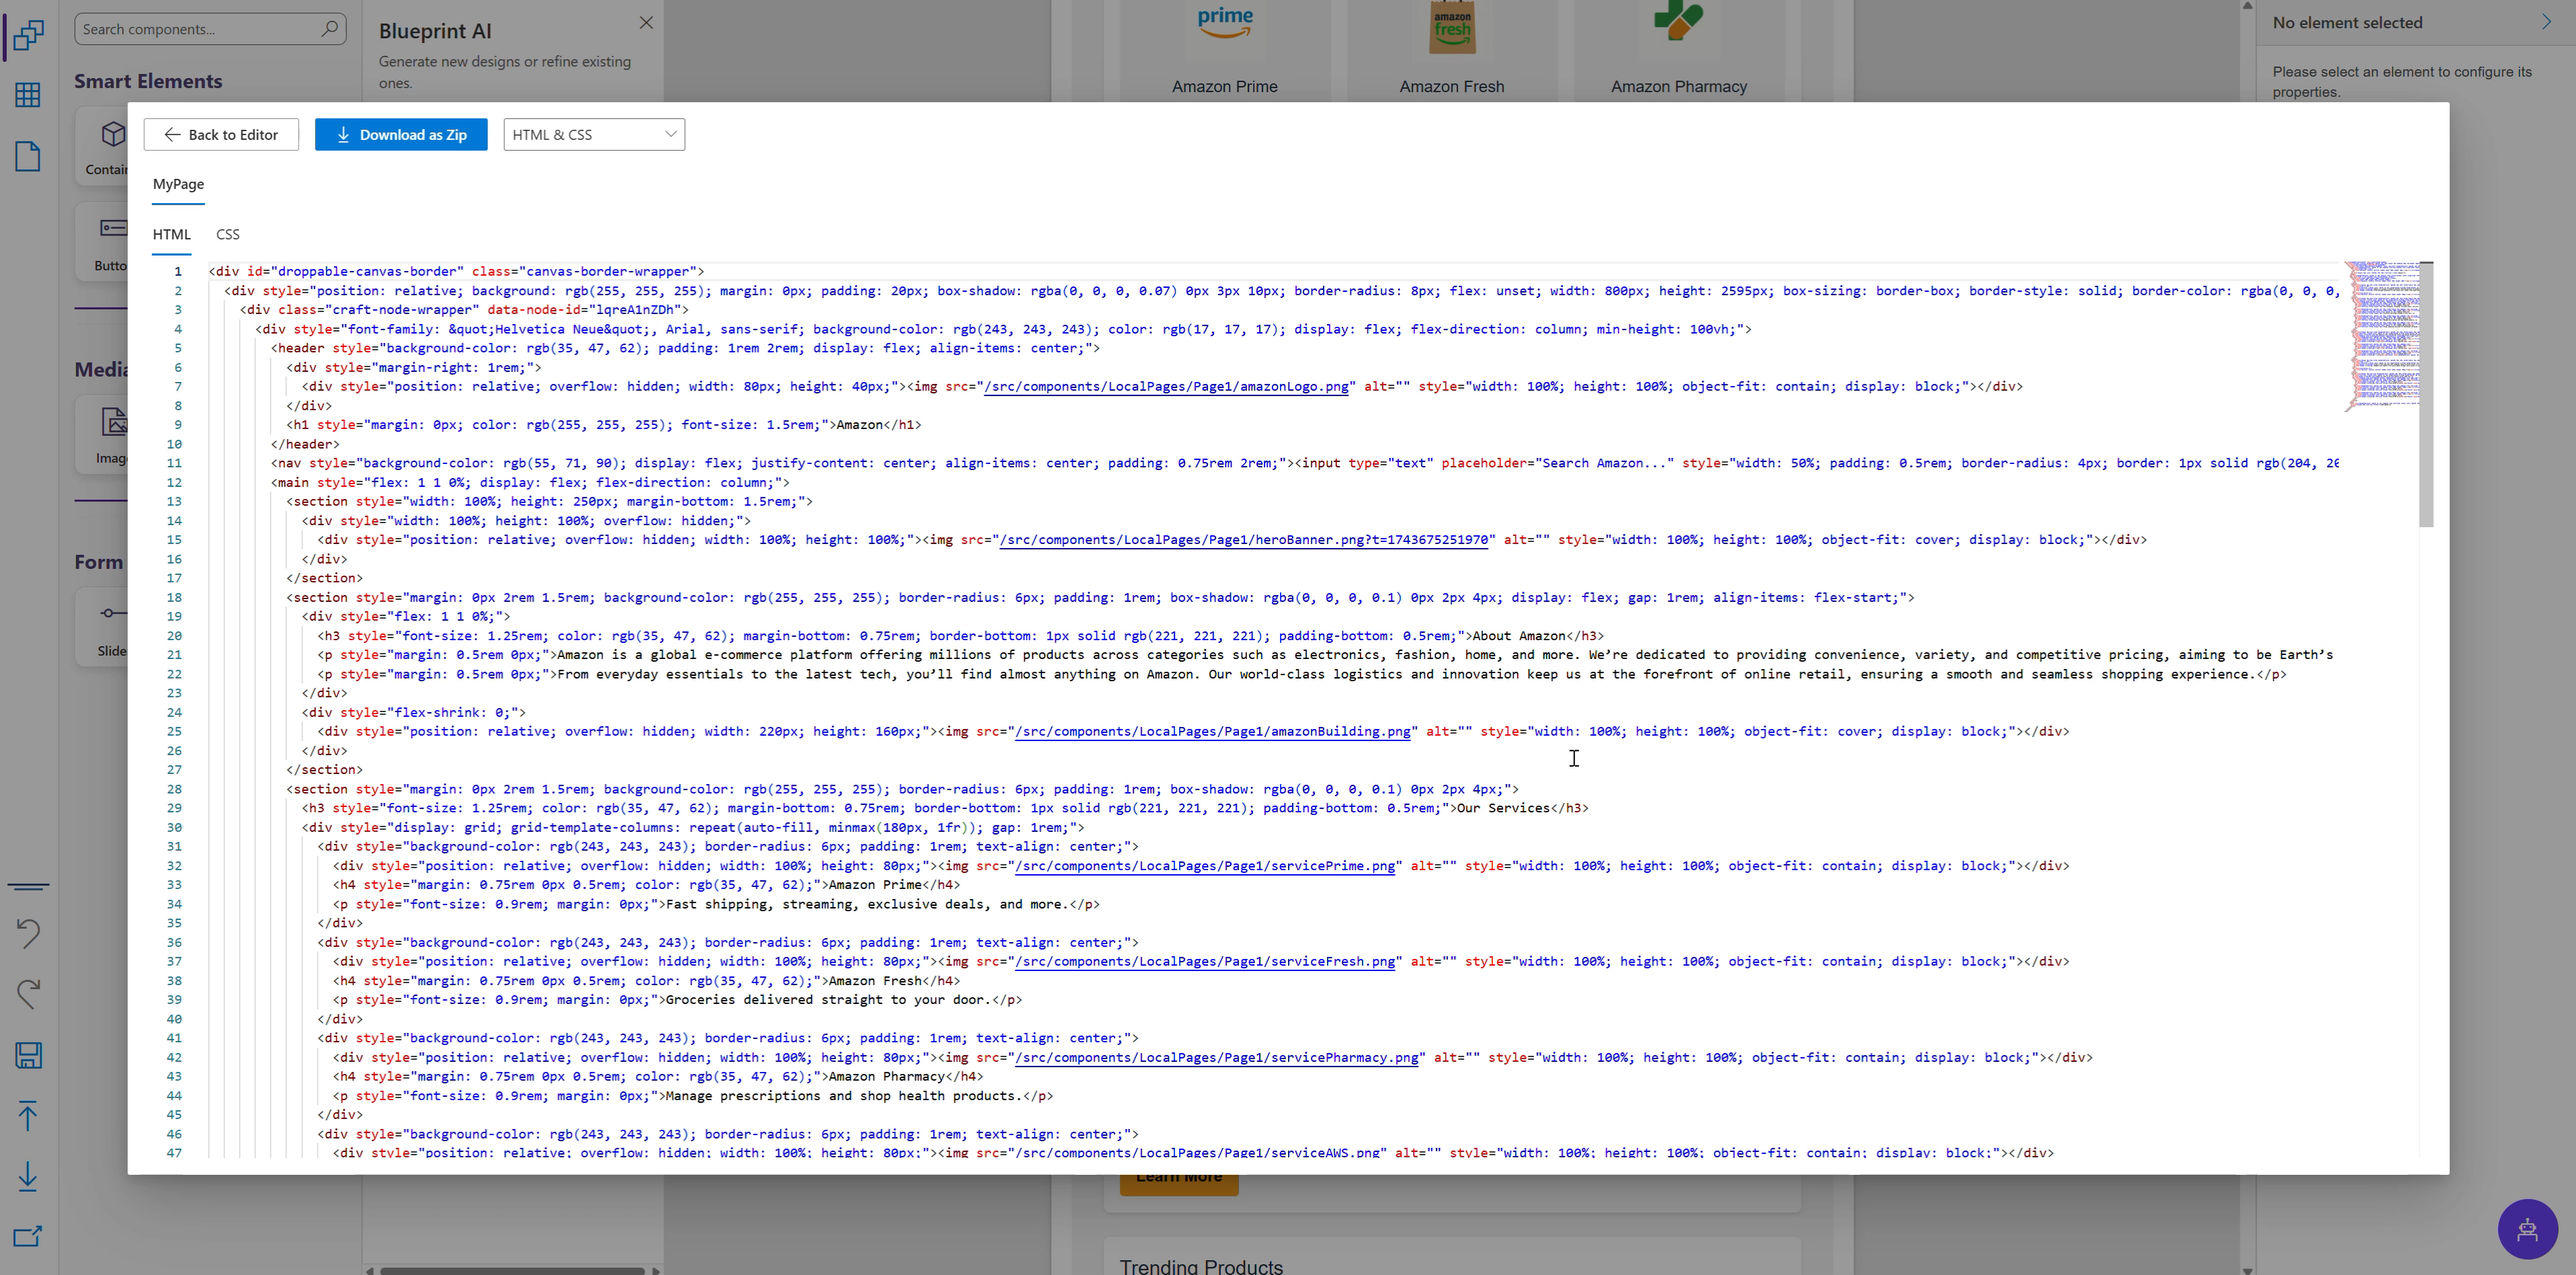 Search components...
Smart Elements
Contain
Butto
Media
Imag
Form
Slide
Blueprint AI
Generate new designs or refine existing
ones.
prime
amazon
fresh
Amazon Prime
Amazon Fresh
Amazon Pharmacy
No element selected
Please select an element to configure its
properties.
Back to Editor
Download as Zip
HTML & CSS
MyPage
HTML CSS
1 <div id="droppable-canvas-border" class="canvas-border-wrapper">
2 <div style="position: relative; background: rgb(255, 255, 255); margin: 0px; padding: 20px; box-shadow: rgba(0, 0, 0, 0.07) 0px 3px 10px; border-radius: 8px; flex: unset; width: 800px; height: 2595px; box-sizing: border-box; border-style: solid; border-color: rgba(0, 0, 0,
3 <div class="craft-node-wrapper" data-node-id="lqreA1nZDh">
4 <div style="font-family: &quot;Helvetica Neue&quot;, Arial, sans-serif; background-color: rgb(243, 243, 243); color: rgb(17, 17, 17); display: flex; flex-direction: column; min-height: 100vh;">
5 <header style="background-color: rgb(35, 47, 62); padding: 1rem 2rem; display: flex; align-items: center;">
6 <div style="margin-right: 1rem;">
7 <div style="position: relative; overflow: hidden; width: 80px; height: 40px;"><img src="/src/components/LocalPages/Page1/amazonLogo.png" alt="" style="width: 100%; height: 100%; object-fit: contain; display: block;"></div>
8 </div>
9 <h1 style="margin: 0px; color: rgb(255, 255, 255); font-size: 1.5rem;">Amazon</h1>
10 </header>
11 <nav style="background-color: rgb(55, 71, 90); display: flex; justify-content: center; align-items: center; padding: 0.75rem 2rem;"><input type="text" placeholder="Search Amazon..." style="width: 50%; padding: 0.5rem; border-radius: 4px; border: 1px solid rgb(204, 20
12 <main style="flex: 1 1 0%; display: flex; flex-direction: column;">
13 <section style="width: 100%; height: 250px; margin-bottom: 1.5rem;">
14 <div style="width: 100%; height: 100%; overflow: hidden;">
15 <div style="position: relative; overflow: hidden; width: 100%; height: 100%;"><img src="/src/components/LocalPages/Page1/heroBanner.png?t=1743675251970" alt="" style="width: 100%; height: 100%; object-fit: cover; display: block;"></div>
16 </div>
17 </section>
18 <section style="margin: 0px 2rem 1.5rem; background-color: rgb(255, 255, 255); border-radius: 6px; padding: 1rem; box-shadow: rgba(0, 0, 0, 0.1) 0px 2px 4px; display: flex; gap: 1rem; align-items: flex-start;">
19 <div style="flex: 1 1 0%;">
20 <h3 style="font-size: 1.25rem; color: rgb(35, 47, 62); margin-bottom: 0.75rem; border-bottom: 1px solid rgb(221, 221, 221); padding-bottom: 0.5rem;">About Amazon</h3>
21 <p style="margin: 0.5rem 0px;">Amazon is a global e-commerce platform offering millions of products across categories such as electronics, fashion, home, and more. We’re dedicated to providing convenience, variety, and competitive pricing, aiming to be Earth’s
22 <p style="margin: 0.5rem 0px;">From everyday essentials to the latest tech, you’ll find almost anything on Amazon. Our world-class logistics and innovation keep us at the forefront of online retail, ensuring a smooth and seamless shopping experience.</p>
23 </div>
24 <div style="flex-shrink: 0;">
25 <div style="position: relative; overflow: hidden; width: 220px; height: 160px;"><img src="/src/components/LocalPages/Page1/amazonBuilding.png" alt="" style="width: 100%; height: 100%; object-fit: cover; display: block;"></div>
26 </div>
27 </section>
28 <section style="margin: 0px 2rem 1.5rem; background-color: rgb(255, 255, 255); border-radius: 6px; padding: 1rem; box-shadow: rgba(0, 0, 0, 0.1) 0px 2px 4px;">
29 <h3 style="font-size: 1.25rem; color: rgb(35, 47, 62); margin-bottom: 0.75rem; border-bottom: 1px solid rgb(221, 221, 221); padding-bottom: 0.5rem;">Our Services</h3>
30 <div style="display: grid; grid-template-columns: repeat(auto-fill, minmax(180px, 1fr)); gap: 1rem;">
31 <div style="background-color: rgb(243, 243, 243); border-radius: 6px; padding: 1rem; text-align: center;">
32 <div style="position: relative; overflow: hidden; width: 100%; height: 80px;"><img src="/src/components/LocalPages/Page1/servicePrime.png" alt="" style="width: 100%; height: 100%; object-fit: contain; display: block;"></div>
33 <h4 style="margin: 0.75rem 0px 0.5rem; color: rgb(35, 47, 62);">Amazon Prime</h4>
34 <p style="font-size: 0.9rem; margin: 0px;">Fast shipping, streaming, exclusive deals, and more.</p>
35 </div>
36 <div style="background-color: rgb(243, 243, 243); border-radius: 6px; padding: 1rem; text-align: center;">
37 <div style="position: relative; overflow: hidden; width: 100%; height: 80px;"><img src="/src/components/LocalPages/Page1/serviceFresh.png" alt="" style="width: 100%; height: 100%; object-fit: contain; display: block;"></div>
38 <h4 style="margin: 0.75rem 0px 0.5rem; color: rgb(35, 47, 62);">Amazon Fresh</h4>
39 <p style="font-size: 0.9rem; margin: 0px;">Groceries delivered straight to your door.</p>
40 </div>
41 <div style="background-color: rgb(243, 243, 243); border-radius: 6px; padding: 1rem; text-align: center;">
42 <div style="position: relative; overflow: hidden; width: 100%; height: 80px;"><img src="/src/components/LocalPages/Page1/servicePharmacy.png" alt="" style="width: 100%; height: 100%; object-fit: contain; display: block;"></div>
43 <h4 style="margin: 0.75rem 0px 0.5rem; color: rgb(35, 47, 62);">Amazon Pharmacy</h4>
44 <p style="font-size: 0.9rem; margin: 0px;">Manage prescriptions and shop health products.</p>
45 </div>
46 <div style="background-color: rgb(243, 243, 243); border-radius: 6px; padding: 1rem; text-align: center;">
47 <div style="position: relative; overflow: hidden; width: 100%; height: 80px;"><img src="/src/components/LocalPages/Page1/serviceAWS.png" alt="" style="width: 100%; height: 100%; object-fit: contain; display: block;"></div>
Learn More
Trending Products